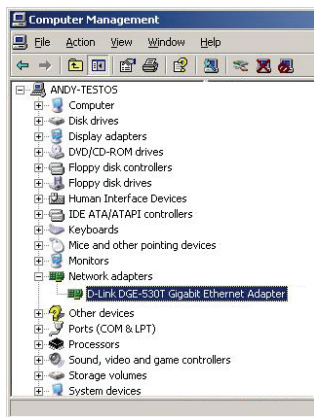 Computer Management
File Action View Window Help
ANDY-TESTOS
Computer
Disk drives
Display adapters
DVD/CD-ROM drives
Floppy disk controllers
Floppy disk drives
Human Interface Devices
IDE ATA/ATAPI controllers
Keyboards
Mice and other pointing devices
Monitors
Network adapters
D-Link DGE-530T Gigabit Ethernet Adapter
Other devices
Ports (COM & LPT)
Processors
Sound, video and game controllers
Storage volumes
System devices